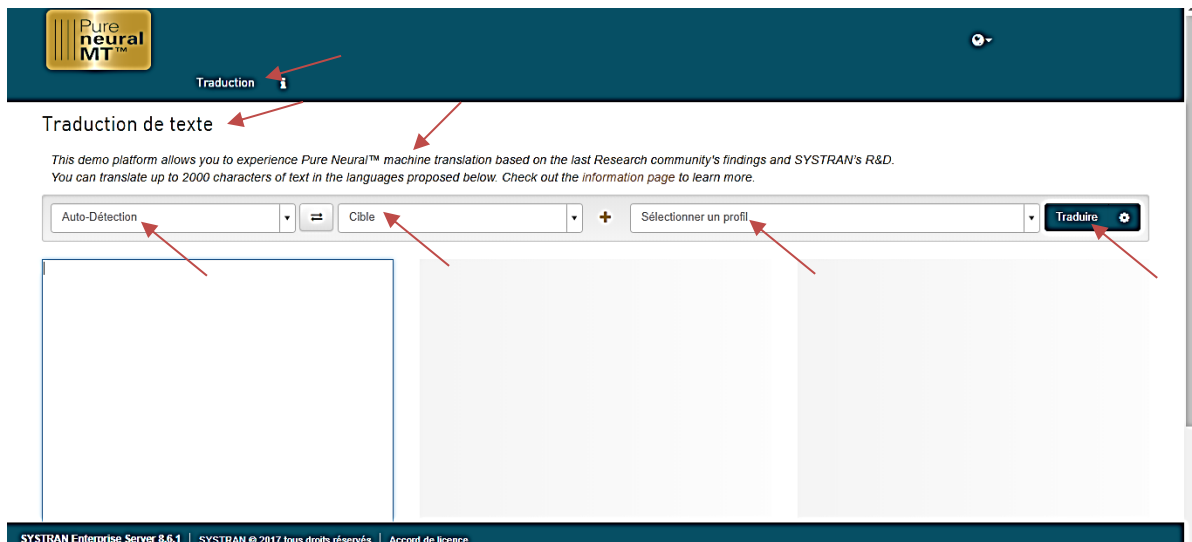 Pure
neural
MT™
Traduction
Traduction de texte
This demo platform allows you to experience Pure Neural™ machine translation based on the last Research community's findings and SYSTRAN's R&D.
You can translate up to 2000 characters of text in the languages proposed below. Check out the information page to learn more.
Auto-Détection Cible Sélectionner un profil Traduire
SYSTRAN Enterprise Server 8.6.1 | SYSTRAN @ 2017 tous droits réservés | Accord de licence